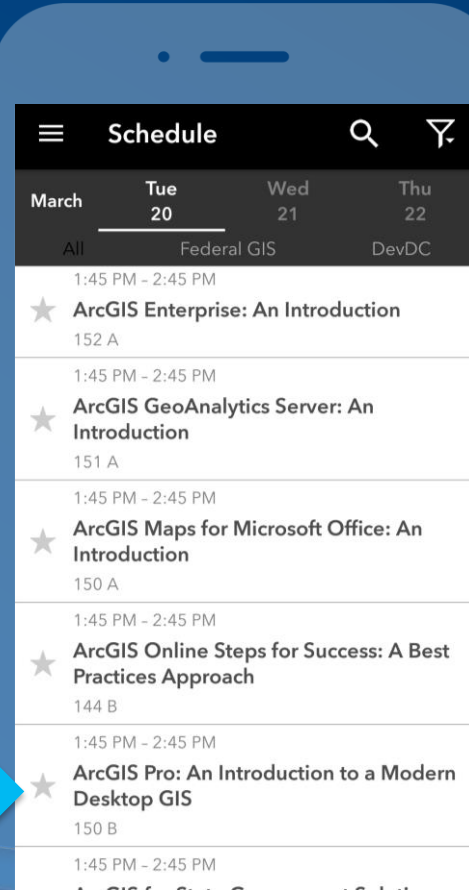 Schedule
March
Tue Wed Thu
20 21 22
All Federal GIS DevDC
1:45 PM – 2:45 PM
ArcGIS Enterprise: An Introduction
152 A
1:45 PM – 2:45 PM
ArcGIS GeoAnalytics Server: An
Introduction
151 A
1:45 PM – 2:45 PM
ArcGIS Maps for Microsoft Office: An
Introduction
150 A
1:45 PM – 2:45 PM
ArcGIS Online Steps for Success: A Best
Practices Approach
144 B
1:45 PM – 2:45 PM
ArcGIS Pro: An Introduction to a Modern
Desktop GIS
150 B
1:45 PM – 2:45 PM